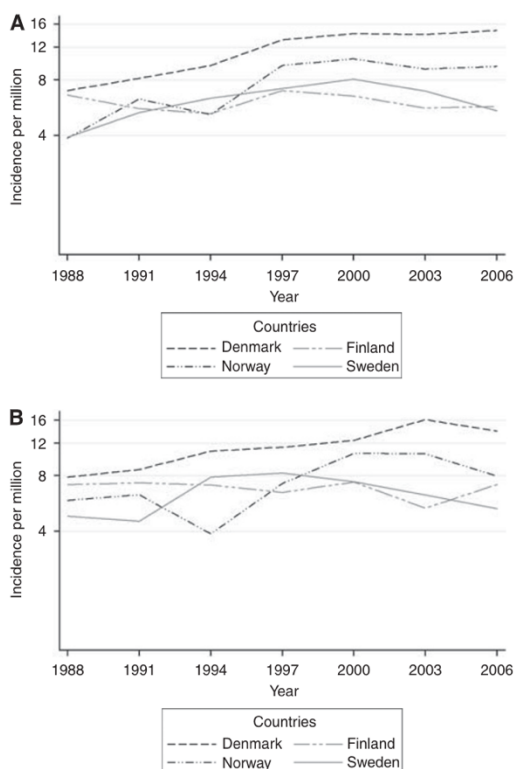 A
16
12
8
4
Incidence per million
1988 1991 1994 1997 2000 2003 2006
Year
Countries
Denmark Finland
Norway Sweden
B
16
12
8
4
Incidence per million
1988 1991 1994 1997 2000 2003 2006
Year
Countries
Denmark Finland
Norway Sweden